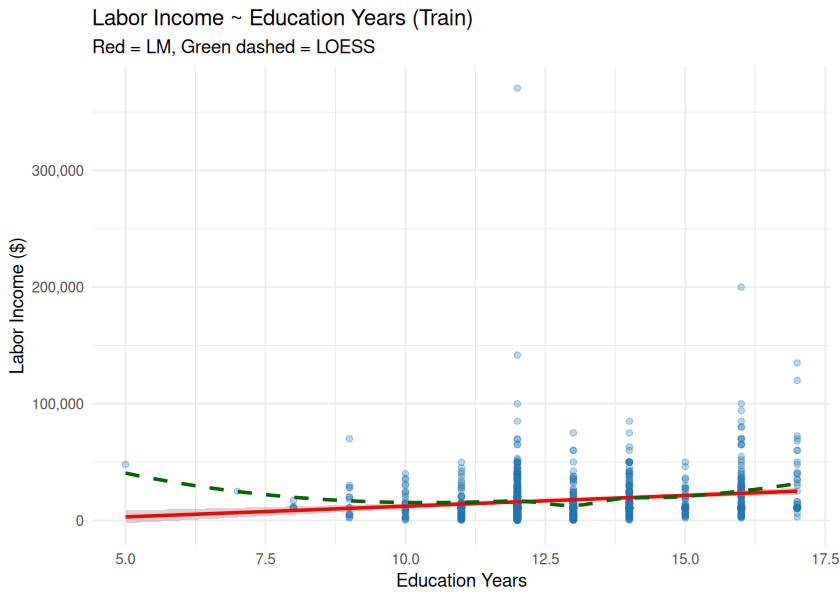 Labor Income ~ Education Years (Train)
Red = LM, Green dashed = LOESS
300,000
200,000
100,000
0
Labor Income ($)
5.0 7.5 10.0 12.5 15.0 17.5
Education Years